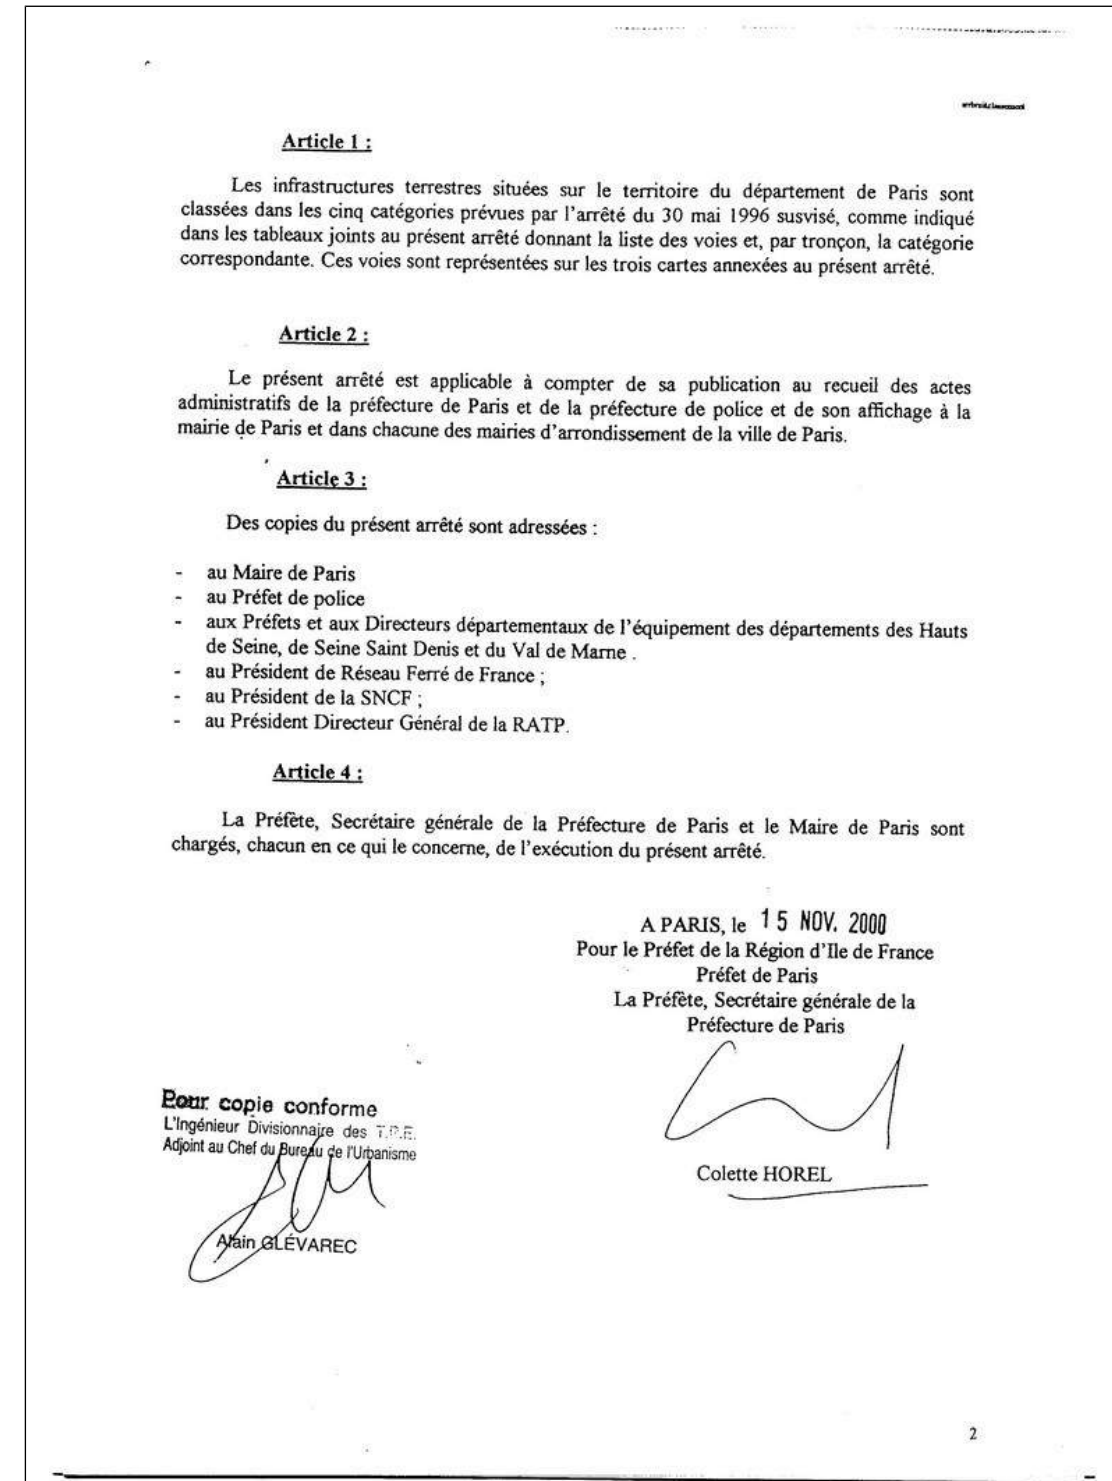 Article 1 :
Les infrastructures terrestres situées sur le territoire du département de Paris sont
classées dans les cinq catégories prévues par l'arrêté du 30 mai 1996 susvisé, comme indiqué
dans les tableaux joints au présent arrêté donnant la liste des voies et, par tronçon, la catégorie
correspondante. Ces voies sont représentées sur les trois cartes annexées au présent arrêté.
Article 2 :
Le présent arrêté est applicable à compter de sa publication au recueil des actes
administratifs de la préfecture de Paris et de la préfecture de police et de son affichage à la
mairie de Paris et dans chacune des mairies d'arrondissement de la ville de Paris.
Article 3 :
Des copies du présent arrêté sont adressées :
- au Maire de Paris
- au Préfet de police
- aux Préfets et aux Directeurs départementaux de l'équipement des départements des Hauts
de Seine, de Seine Saint Denis et du Val de Marne .
- au Président de Réseau Ferré de France ;
- au Président de la SNCF ;
- au Président Directeur Général de la RATP.
Article 4 :
La Préfète, Secrétaire générale de la Préfecture de Paris et le Maire de Paris sont
chargés, chacun en ce qui le concerne, de l'exécution du présent arrêté.
A PARIS, le 15 NOV. 2000
Pour le Préfet de la Région d'Ile de France
Préfet de Paris
La Préfète, Secrétaire générale de la
Préfecture de Paris
Colette HOREL
Pour copie conforme
L'Ingénieur Divisionnaire des T.P.E.
Adjoint au Chef du Bureau de l'Urbanisme
Alain GLÉVAREC
2